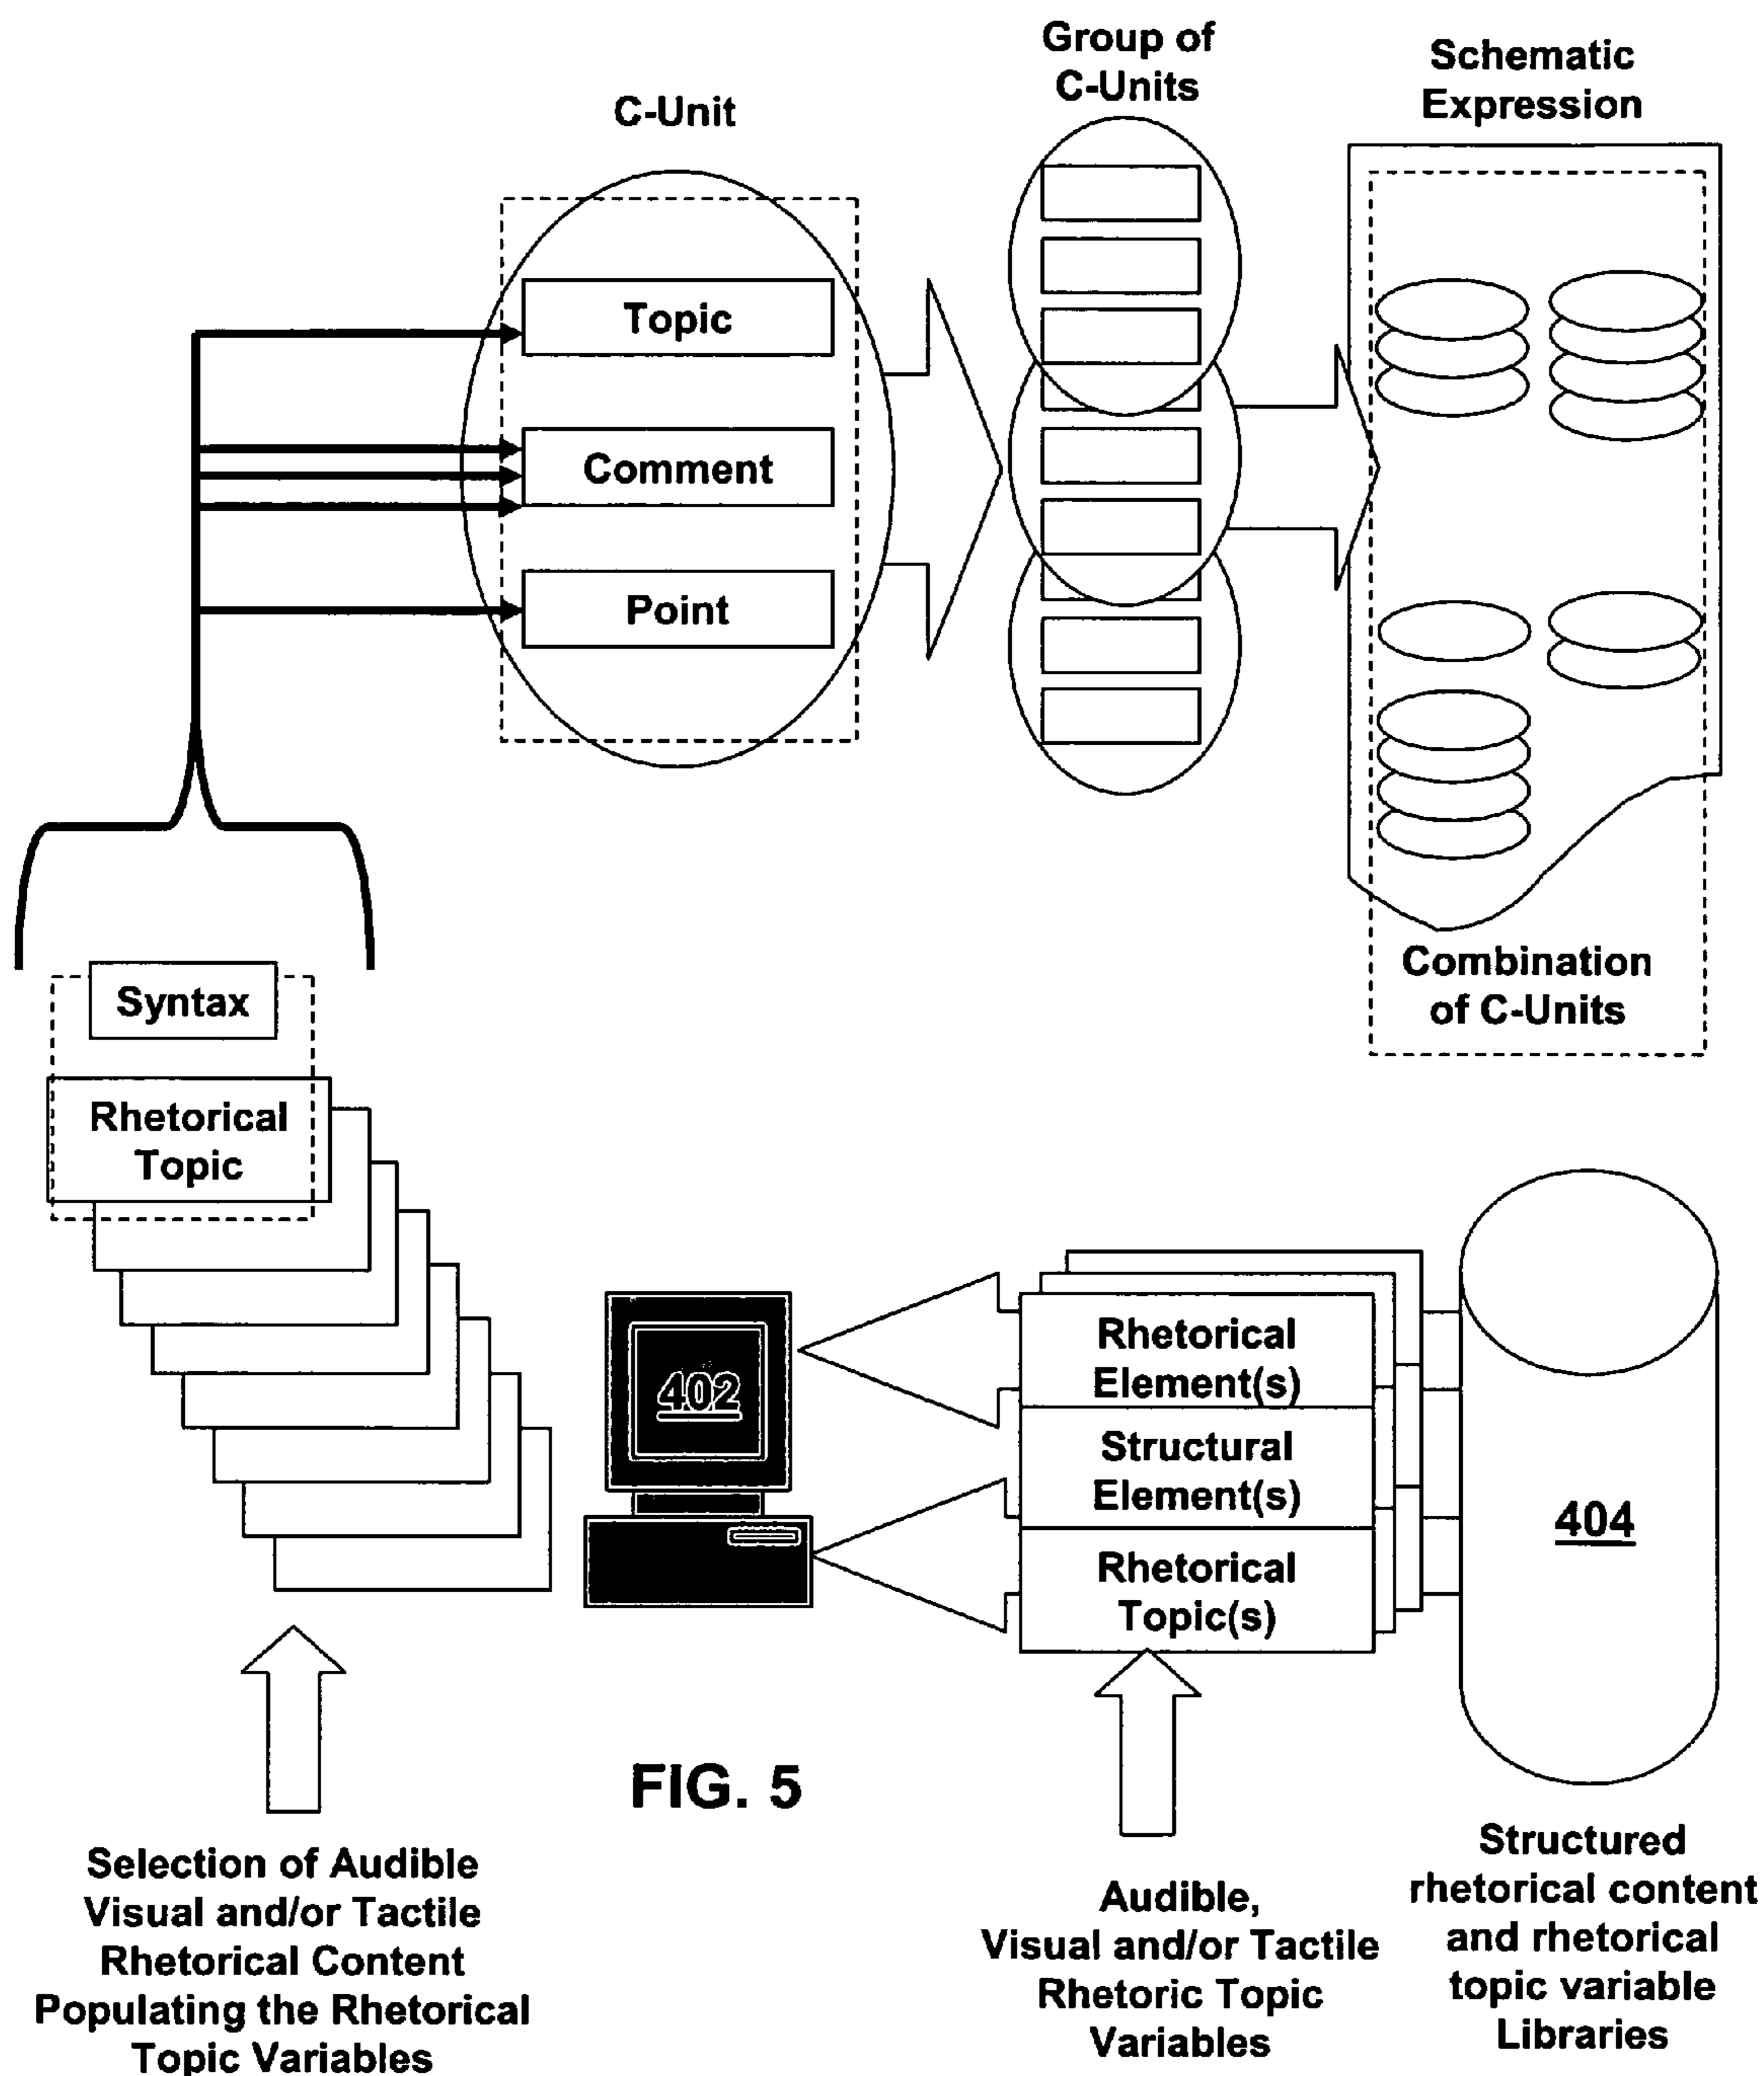 Group of
C-Units
Schematic
Expression
C-Unit
Topic
Comment
Point
Syntax
Rhetorical
Topic
Combination
of C-Units
402
Rhetorical
Element(s)
Structural
Element(s)
Rhetorical
Topic(s)
404
FIG. 5
Selection of Audible
Visual and/or Tactile
Rhetorical Content
Populating the Rhetorical
Topic Variables
Audible,
Visual and/or Tactile
Rhetoric Topic
Variables
Structured
rhetorical content
and rhetorical
topic variable
Libraries